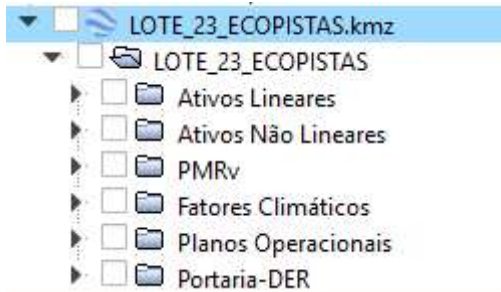 LOTE_23_ECOPISTAS.kmz
LOTE_23_ECOPISTAS
Ativos Lineares
Ativos Não Lineares
PMRv
Fatores Climáticos
Planos Operacionais
Portaria-DER